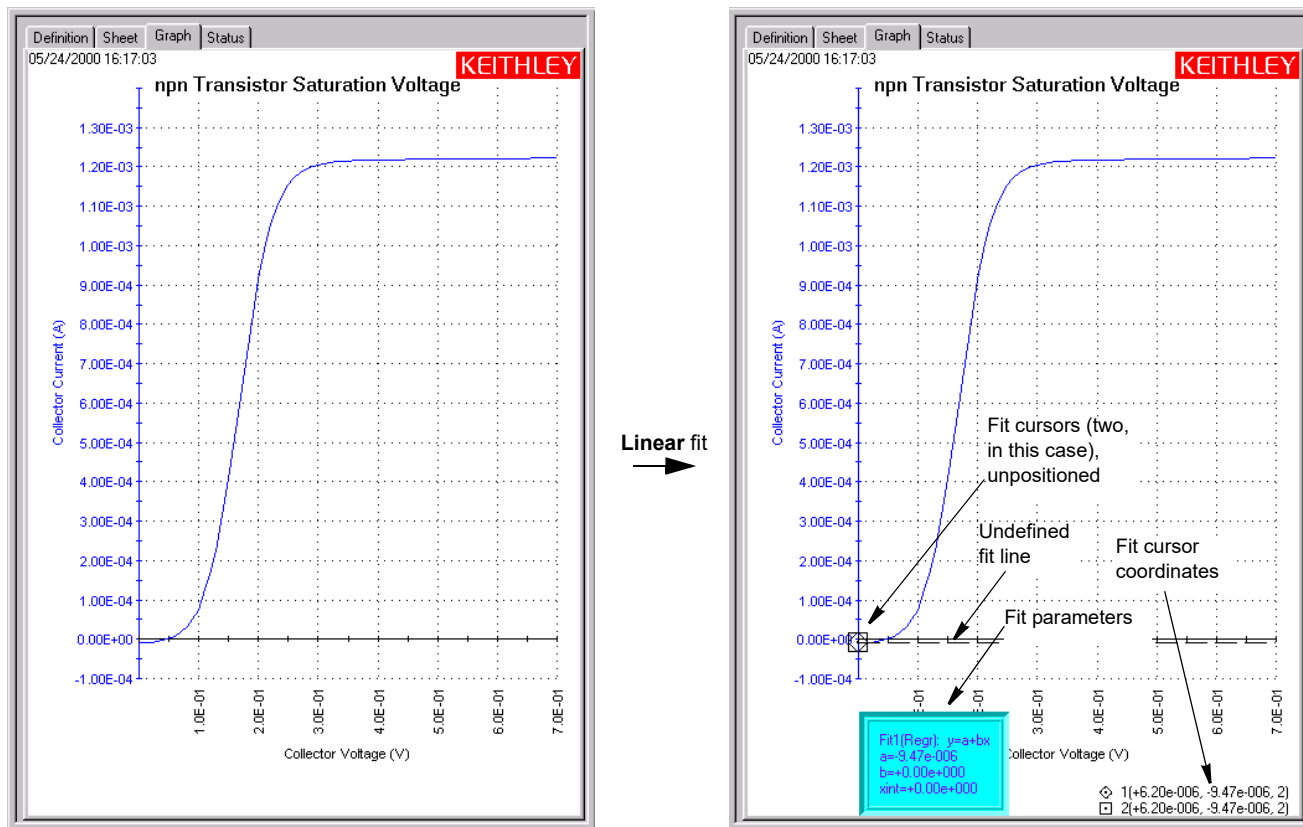 Definition Sheet Graph Status
05/24/2000 16:17:03
KEITHLEY
npn Transistor Saturation Voltage
1.30E-03
1.20E-03
1.10E-03
1.00E-03
9.00E-04
8.00E-04
7.00E-04
6.00E-04
5.00E-04
4.00E-04
3.00E-04
2.00E-04
1.00E-04
0.00E+00
-1.00E-04
Collector Current (A)
1.0E-01
2.0E-01
3.0E-01
4.0E-01
5.0E-01
6.0E-01
7.0E-01
Collector Voltage (V)
Linear fit
Definition Sheet Graph Status
05/24/2000 16:17:03
KEITHLEY
npn Transistor Saturation Voltage
1.30E-03
1.20E-03
1.10E-03
1.00E-03
9.00E-04
8.00E-04
7.00E-04
6.00E-04
5.00E-04
4.00E-04
3.00E-04
2.00E-04
1.00E-04
0.00E+00
-1.00E-04
Collector Current (A)
Fit cursors (two,
in this case),
unpositioned
Undefined
fit line
Fit cursor
coordinates
Fit parameters
E-01
E-01
3.0E-01
4.0E-01
5.0E-01
6.0E-01
7.0E-01
ollector Voltage (V)
Fit1(Regr): y=a+bx
a=-9.47e-006
b=+0.00e+000
xint=+0.00e+000
1(+6.20e-006, -9.47e-006, 2)
2(+6.20e-006, -9.47e-006, 2)